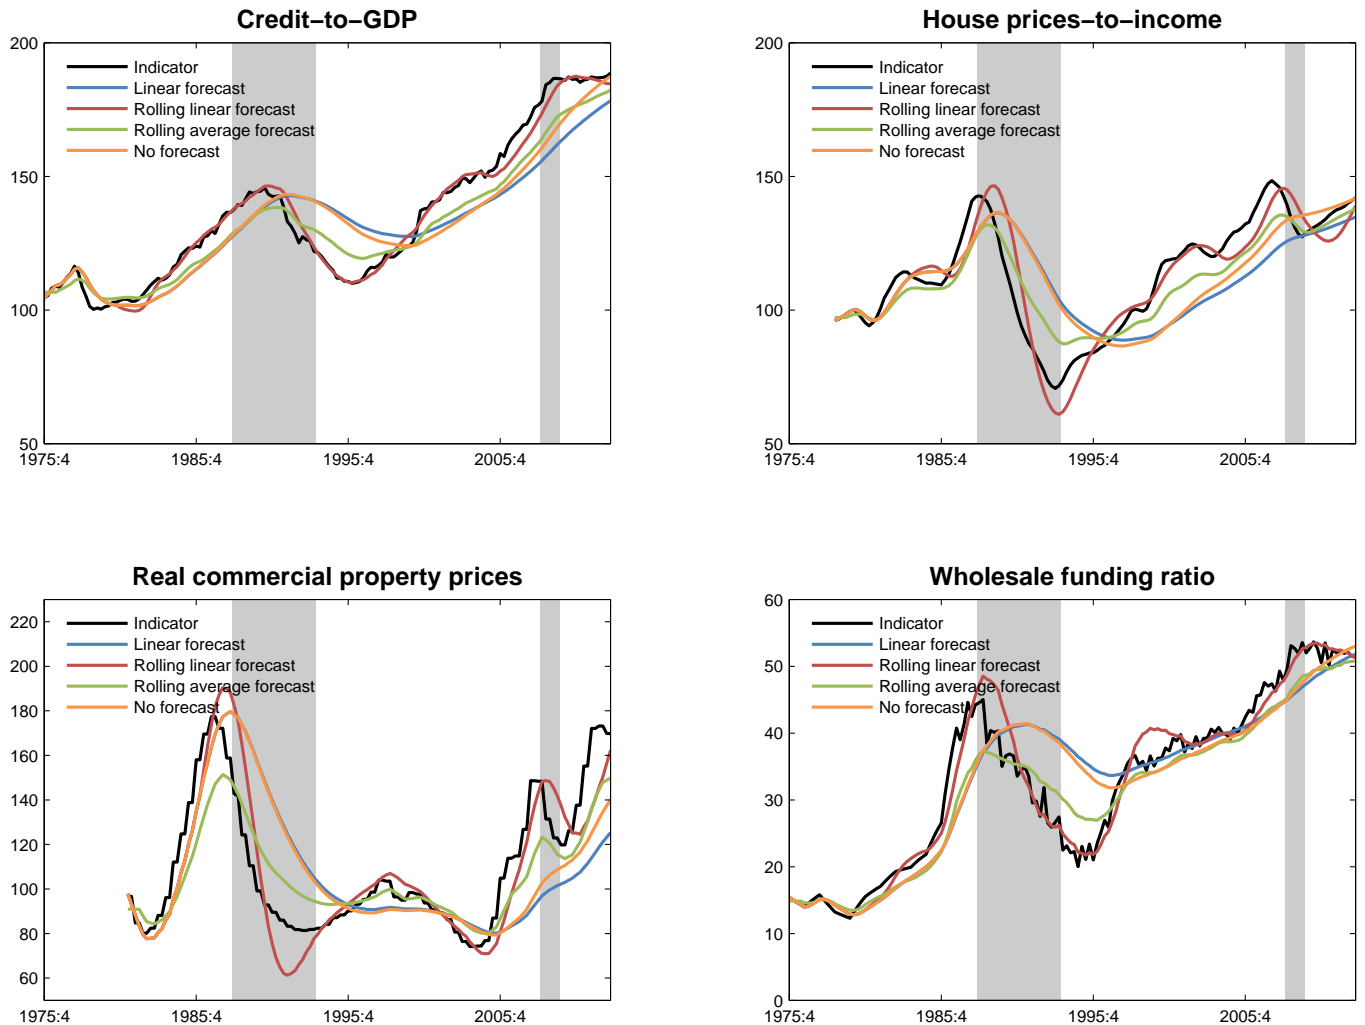 Credit−to−GDP
200
150
100
50
1975:4
1985:4
1995:4
2005:4
Indicator
Linear forecast
Rolling linear forecast
Rolling average forecast
No forecast
House prices−to−income
200
150
100
50
1975:4
1985:4
1995:4
2005:4
Indicator
Linear forecast
Rolling linear forecast
Rolling average forecast
No forecast
Real commercial property prices
220
200
180
160
140
120
100
80
60
1975:4
1985:4
1995:4
2005:4
Indicator
Linear forecast
Rolling linear forecast
Rolling average forecast
No forecast
Wholesale funding ratio
60
50
40
30
20
10
0
1975:4
1985:4
1995:4
2005:4
Indicator
Linear forecast
Rolling linear forecast
Rolling average forecast
No forecast